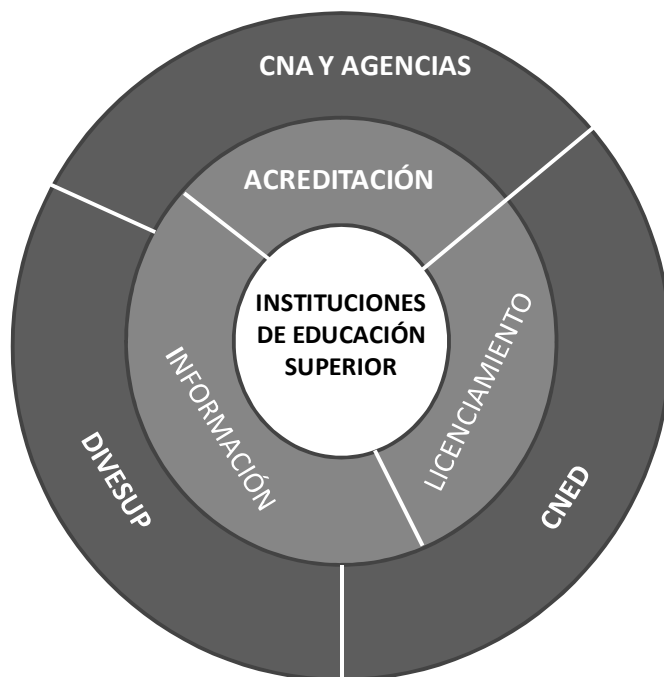 CNA Y AGENCIAS
ACREDITACIÓN
INSTITUCIONES
DE EDUCACIÓN
SUPERIOR
INFORMACIÓN
LICENCIAMIENTO
DIVESUP
CNED